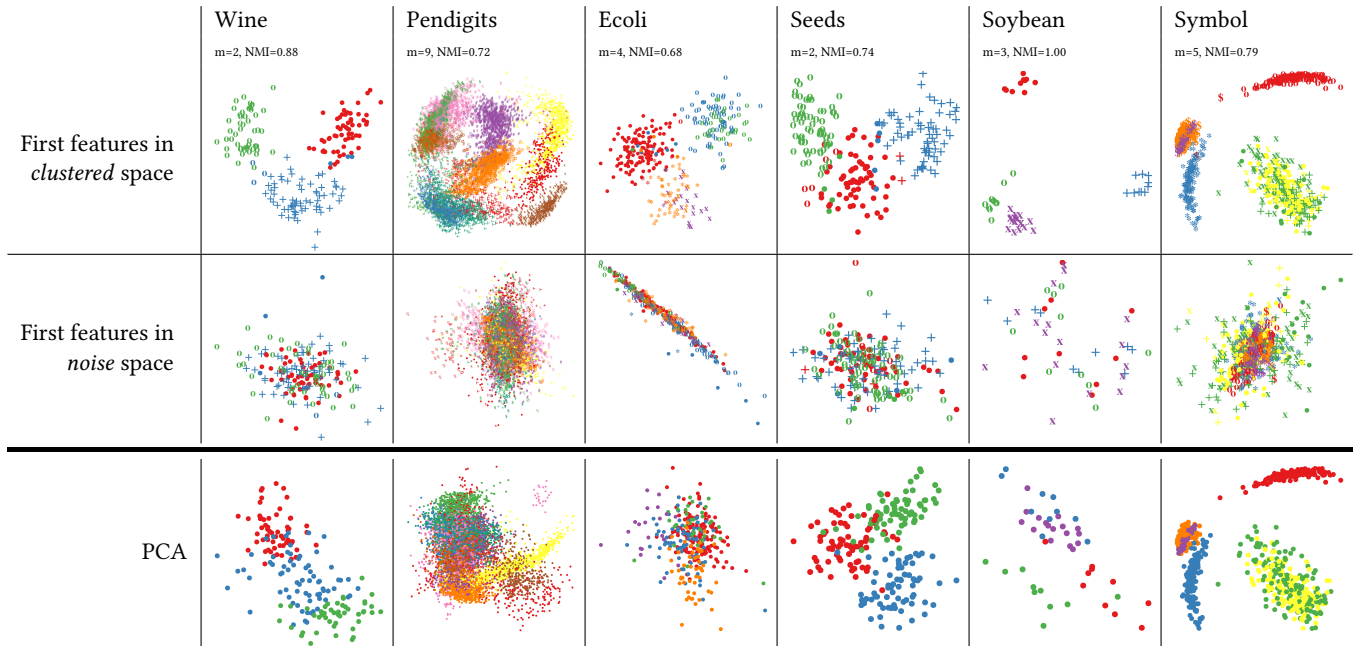 Wine
Pendigits
Ecoli
Seeds
Soybean
Symbol
m=2, NMI=0.88
m=9, NMI=0.72
m=4, NMI=0.68
m=2, NMI=0.74
m=3, NMI=1.00
m=5, NMI=0.79
First features in
clustered space
First features in
noise space
PCA